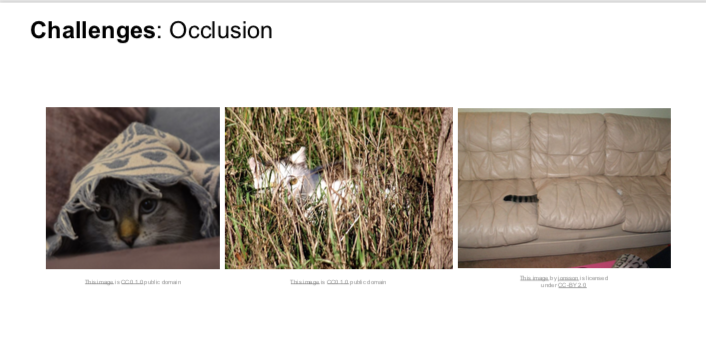 Challenges: Occlusion
This image is CC0 1.0 public domain
This image is CC0 1.0 public domain
This image by jonsson is licensed
under CC-BY 2.0